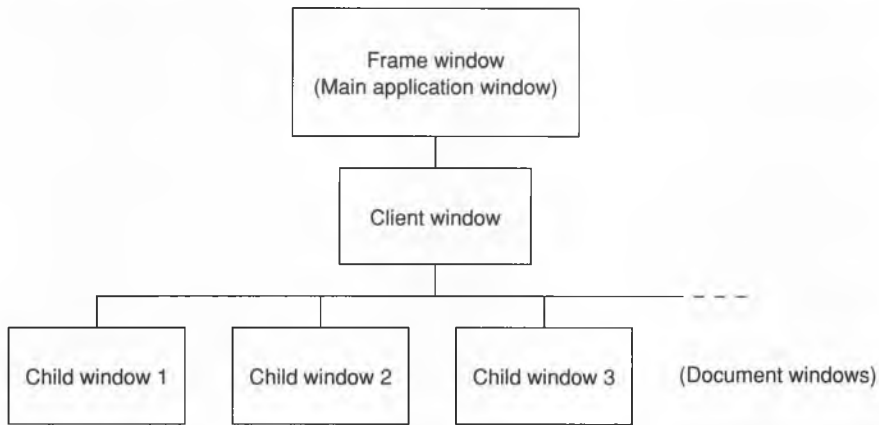 Frame window
(Main application window)
Client window
Child window 1
Child window 2
Child window 3
(Document windows)